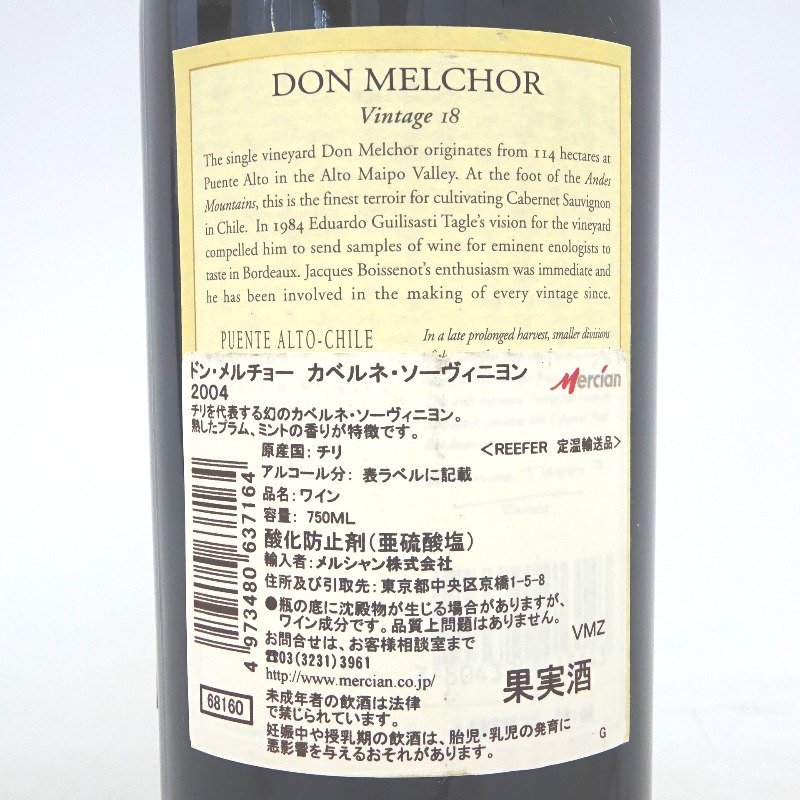 DON MELCHOR
Vintage 18
The single vineyard Don Melchor originates from 114 hectares at
Puente Alto in the Alto Maipo Valley. At the foot of the Andes
Mountains, this is the finest terroir for cultivating Cabernet Sauvignon
in Chile. In 1984 Eduardo Guilisasti Tagle's vision for the vineyard
compelled him to send samples of wine for eminent enologists to
taste in Bordeaux. Jacques Boissenot's enthusiasm was immediate and
he has been involved in the making of every vintage since.
PUENTE ALTO-CHILE
In a late prolonged harvest, smaller divisions
ドン・メルチョー カベルネ・ソーヴィニヨン
Mercian
2004
チリを代表する幻のカベルネ・ソーヴィニヨン。
熟したプラム、ミントの香りが特徴です。
原産国：チリ
<REEFER 定温輸送品>
アルコール分：表ラベルに記載
品名：ワイン
容量：750ML
酸化防止剤(亜硫酸塩)
輸入者：メルシャン株式会社
住所及び引取先：東京都中央区京橋1-5-8
●瓶の底に沈殿物が生じる場合がありますが、
ワイン成分です。品質上問題はありません。
お問合せは、お客様相談室まで
VMZ
☎03(3231)3961
http://www.mercian.co.jp/
果実酒
4 973480 637164
68160
未成年者の飲酒は法律
で禁じられています。
妊娠中や授乳期の飲酒は、胎児・乳児の発育に
悪影響を与えるおそれがあります。
G